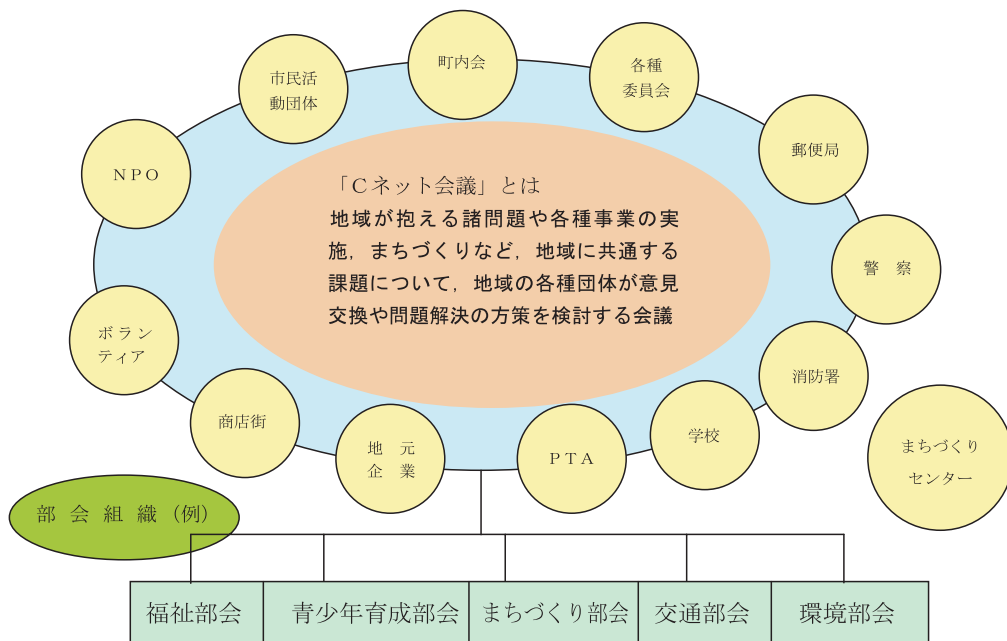 町内会
各種
委員会
市民活
動団体
郵便局
ＮＰＯ
「Ｃネット会議」とは
地域が抱える諸問題や各種事業の実
施，まちづくりなど，地域に共通する
課題について，地域の各種団体が意見
交換や問題解決の方策を検討する会議
警　察
ボラン
ティア
消防署
商店街
地　元
企　業
ＰＴＡ
学校
まちづくり
センター
部 会 組 織（例）
福祉部会
青少年育成部会
まちづくり部会
交通部会
環境部会